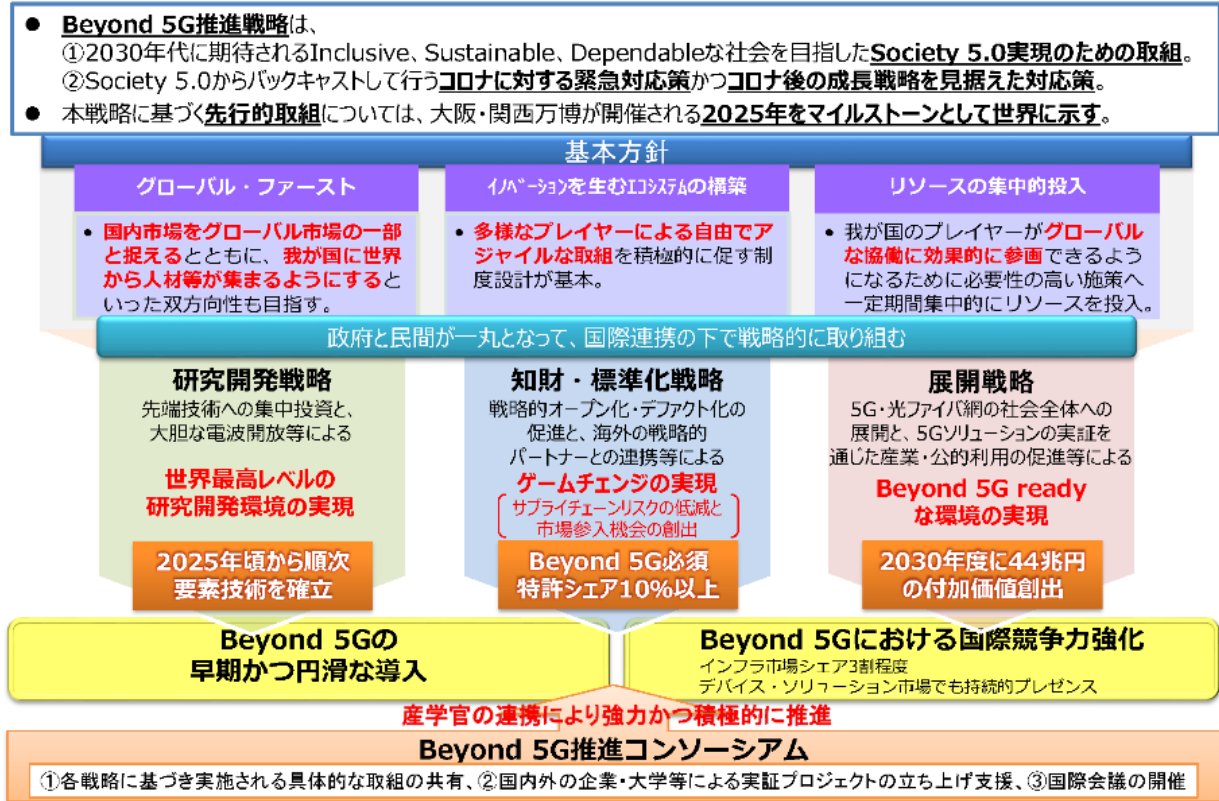 ● Beyond 5G推進戦略は、
①2030年代に期待されるInclusive、Sustainable、Dependableな社会を目指したSociety 5.0実現のための取組。
②Society 5.0からバックキャストして行うコロナに対する緊急対応策かつコロナ後の成長戦略を見据えた対応策。
● 本戦略に基づく先行的取組については、大阪・関西万博が開催される2025年をマイルストーンとして世界に示す。
基本方針
グローバル・ファースト
• 国内市場をグローバル市場の一部
と捉えるとともに、我が国に世界
から人材等が集まるようにすると
いった双方向性も目指す。
ｲﾉﾍﾞｰｼｮﾝを生むｴｺｼｽﾃﾑの構築
• 多様なプレイヤーによる自由でア
ジャイルな取組を積極的に促す制
度設計が基本。
リソースの集中的投入
• 我が国のプレイヤーがグローバル
な協働に効果的に参画できるよう
になるために必要性の高い施策へ
一定期間集中的にリソースを投入。
政府と民間が一丸となって、国際連携の下で戦略的に取り組む
研究開発戦略
先端技術への集中投資と、
大胆な電波開放等による
世界最高レベルの
研究開発環境の実現
2025年頃から順次
要素技術を確立
知財・標準化戦略
戦略的オープン化・デファクト化の
促進と、海外の戦略的
パートナーとの連携等による
ゲームチェンジの実現
サプライチェーンリスクの低減と
市場参入機会の創出
Beyond 5G必須
特許シェア10%以上
展開戦略
5G・光ファイバ網の社会全体への
展開と、5Gソリューションの実証を
通じた産業・公的利用の促進等による
Beyond 5G ready
な環境の実現
2030年度に44兆円
の付加価値創出
Beyond 5Gの
早期かつ円滑な導入
Beyond 5Gにおける国際競争力強化
インフラ市場シェア3割程度
デバイス・ソリューション市場でも持続的プレゼンス
産学官の連携により強力かつ積極的に推進
Beyond 5G推進コンソーシアム
①各戦略に基づき実施される具体的な取組の共有、②国内外の企業・大学等による実証プロジェクトの立ち上げ支援、③国際会議の開催